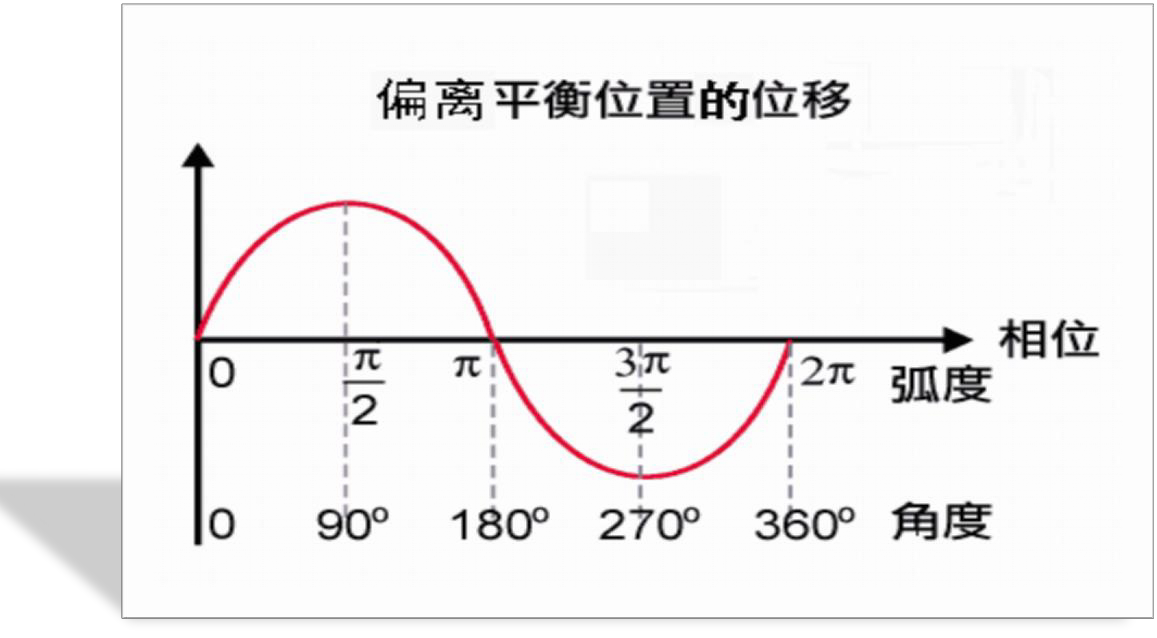 偏离平衡位置的位移
相位
0 π/2 π 3π/2 2π 弧度
0 90º 180º 270º 360º 角度